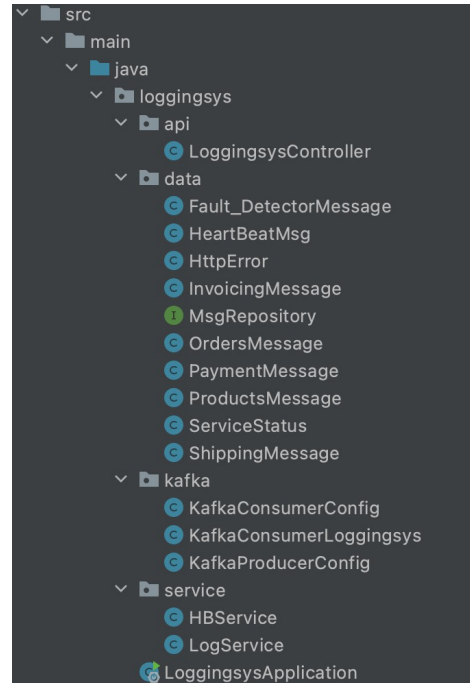 src
main
java
loggingsys
api
LoggingsysController
data
Fault_DetectorMessage
HeartBeatMsg
HttpError
InvoicingMessage
MsgRepository
OrdersMessage
PaymentMessage
ProductsMessage
ServiceStatus
ShippingMessage
kafka
KafkaConsumerConfig
KafkaConsumerLoggingsys
KafkaProducerConfig
service
HBService
LogService
LoggingsysApplication